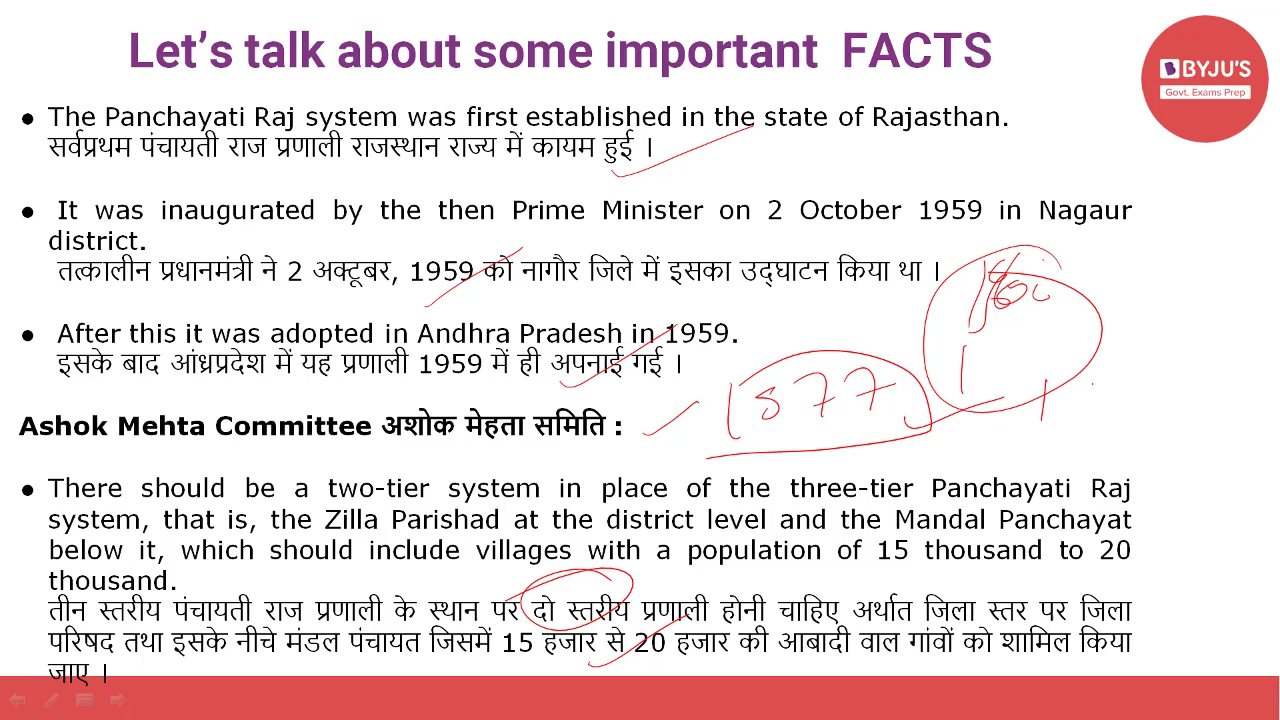 Let's talk about some important FACTS
BYJU'S
Govt. Exams Prep
● The Panchayati Raj system was first established in the state of Rajasthan.
सर्वप्रथम पंचायती राज प्रणाली राजस्थान राज्य में कायम हुई ।
● It was inaugurated by the then Prime Minister on 2 October 1959 in Nagaur
district.
तत्कालीन प्रधानमंत्री ने 2 अक्टूबर, 1959 को नागौर जिले में इसका उद्घाटन किया था ।
● After this it was adopted in Andhra Pradesh in 1959.
इसके बाद आंध्रप्रदेश में यह प्रणाली 1959 में ही अपनाई गई ।
1977
Ashok Mehta Committee अशोक मेहता समिति :
● There should be a two-tier system in place of the three-tier Panchayati Raj
system, that is, the Zilla Parishad at the district level and the Mandal Panchayat
below it, which should include villages with a population of 15 thousand to 20
thousand.
तीन स्तरीय पंचायती राज प्रणाली के स्थान पर दो स्तरीय प्रणाली होनी चाहिए अर्थात जिला स्तर पर जिला
परिषद तथा इसके नीचे मंडल पंचायत जिसमें 15 हजार से 20 हजार की आबादी वाल गांवों को शामिल किया
जाए ।